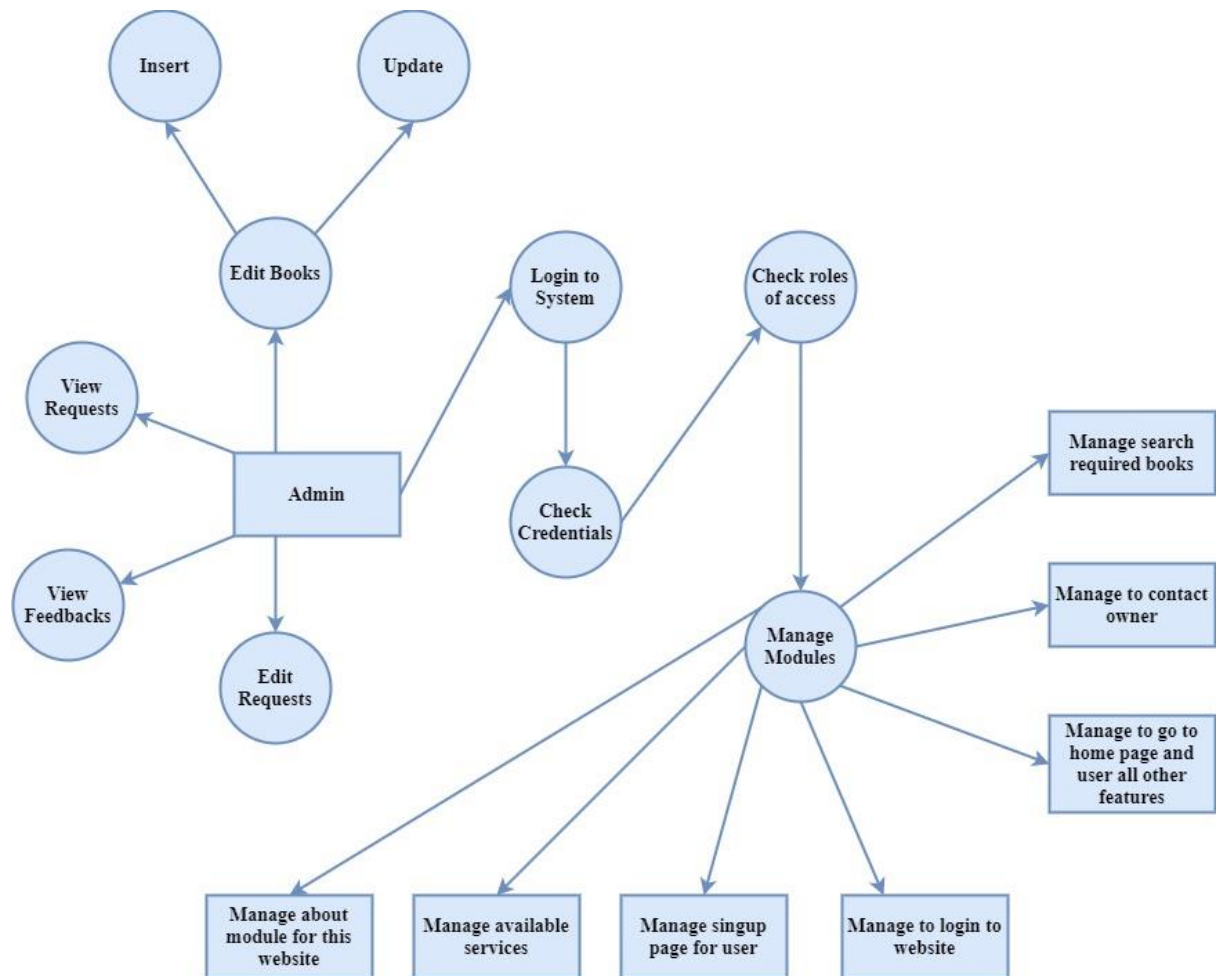 Insert
Update
Edit Books
Login to
System
Check roles
of access
View
Requests
Admin
Manage search
required books
Check
Credentials
View
Feedbacks
Manage to contact
owner
Edit
Requests
Manage
Modules
Manage to go to
home page and
user all other
features
Manage about
module for this
website
Manage available
services
Manage singup
page for user
Manage to login to
website